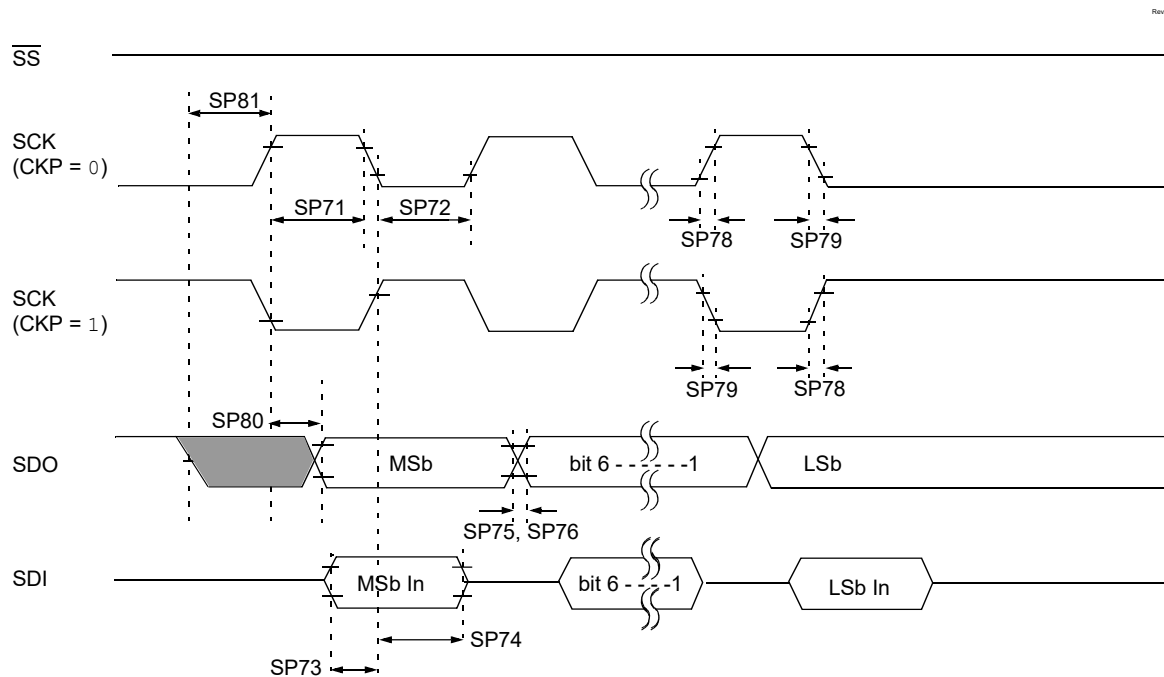 Rev
SS
SP81
SCK
(CKP = 0)
SP71
SP72
SP78
SP79
SCK
(CKP = 1)
SP79
SP78
SP80
SDO
MSb
bit 6 - - - - - -1
LSb
SP75, SP76
SDI
MSb In
bit 6 - - - - -1
LSb In
SP74
SP73